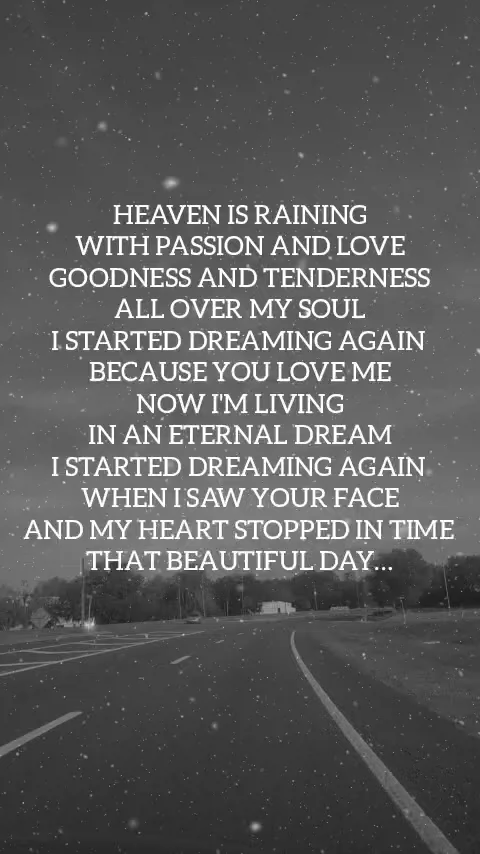 HEAVEN IS RAINING
WITH PASSION AND LOVE
GOODNESS AND TENDERNESS
ALL OVER MY SOUL
I STARTED DREAMING AGAIN
BECAUSE YOU LOVE ME
NOW I'M LIVING
IN AN ETERNAL DREAM
I STARTED DREAMING AGAIN
WHEN I SAW YOUR FACE
AND MY HEART STOPPED IN TIME
THAT BEAUTIFUL DAY...